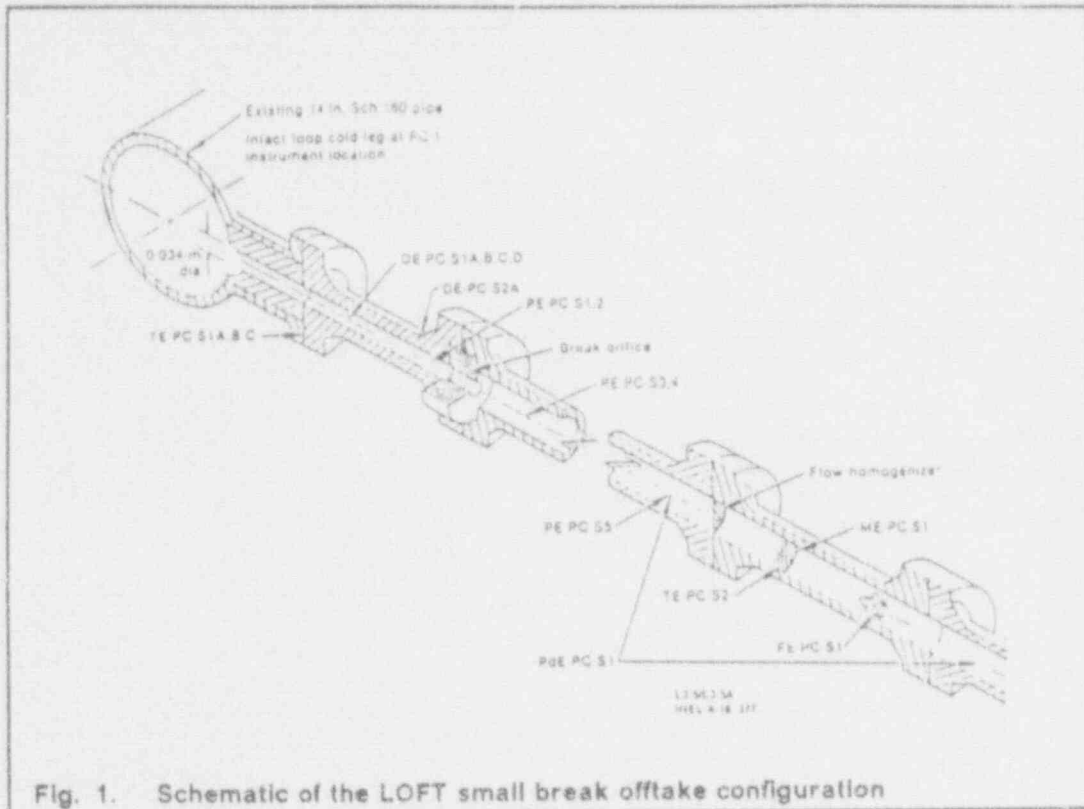 Existing 14 in. Sch 160 pipe
Intact loop cold leg at PC-1
instrument location
0.034 m
dia
DE-PC-S1A,B,C,D
DE-PC-S2A
PE-PC-S1,2
Break orifice
TE-PC-S1A,B,C
PE-PC-S3,4
Flow homogenizer
PE-PC-S5
ME-PC-S1
TE-PC-S2
FE-PC-S1
PdE-PC-S1
Fig. 1. Schematic of the LOFT small break offtake configuration